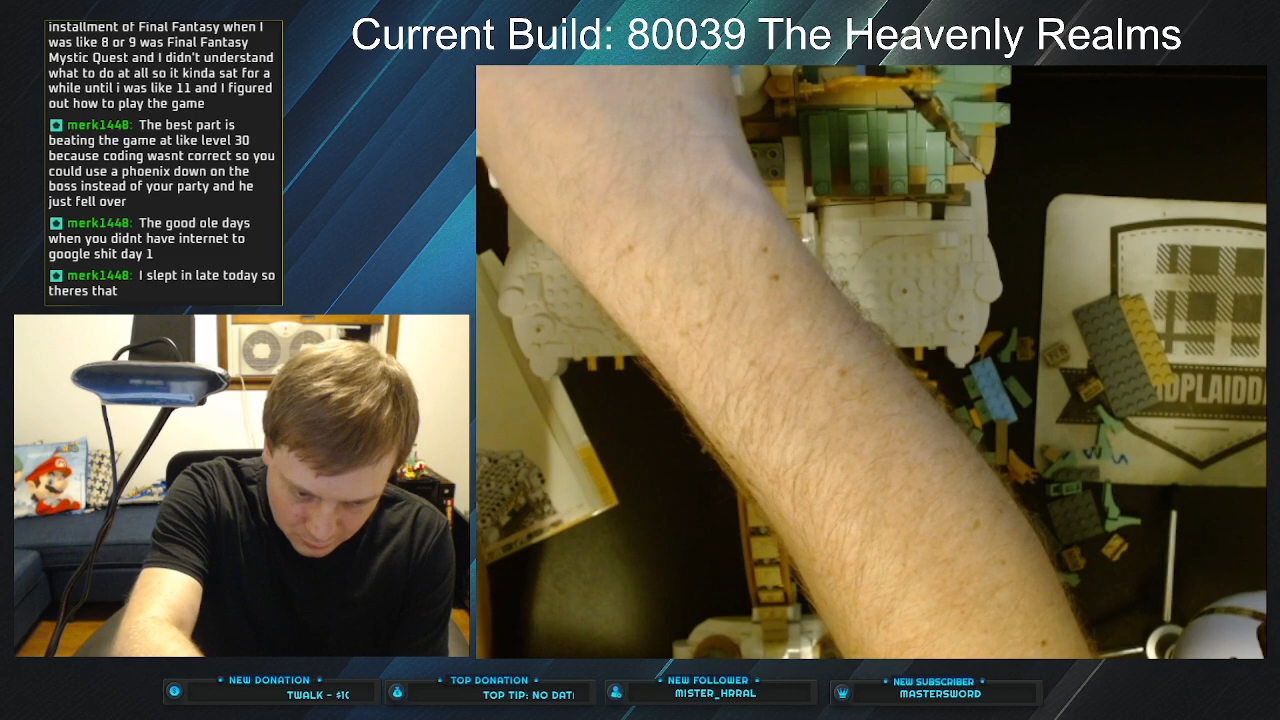 Current Build: 80039 The Heavenly Realms
installment of Final Fantasy when I
was like 8 or 9 was Final Fantasy
Mystic Quest and I didn't understand
what to do at all so it kinda sat for a
while until i was like 11 and I figured
out how to play the game
merk1448: The best part is
beating the game at like level 30
because coding wasnt correct so you
could use a phoenix down on the
boss instead of your party and he
just fell over
merk1448: The good ole days
when you didnt have internet to
google shit day 1
merk1448: I slept in late today so
theres that
IDPLAIDD
NEW DONATION
TWALK - $1(
TOP DONATION
TOP TIP: NO DAT
NEW FOLLOWER
MISTER_HRRAL
NEW SUBSCRIBER
MASTERSWORD